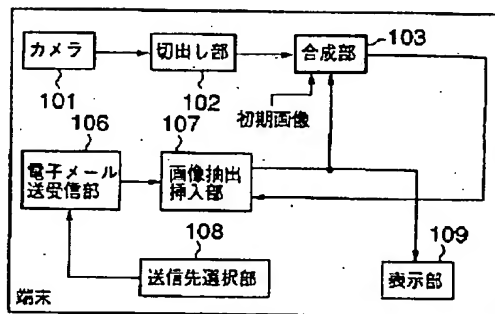 カメラ
101
切出し部
102
合成部
103
初期画像
106
電子メール
送受信部
107
画像抽出
挿入部
108
送信先選択部
109
表示部
端末